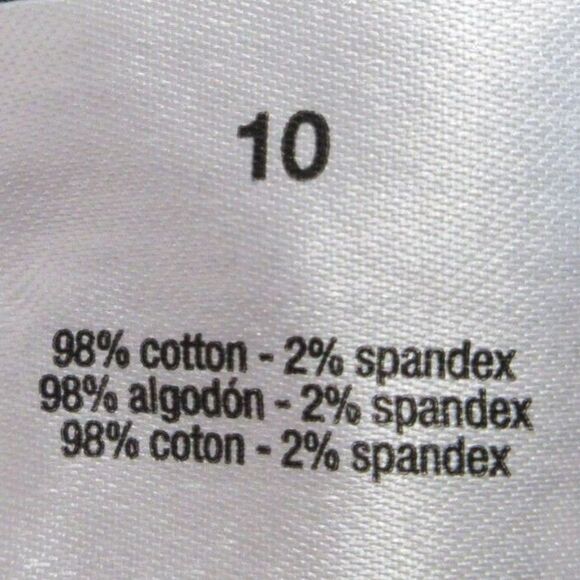 10
98% cotton - 2% spandex
98% algodón - 2% spandex
98% coton - 2% spandex